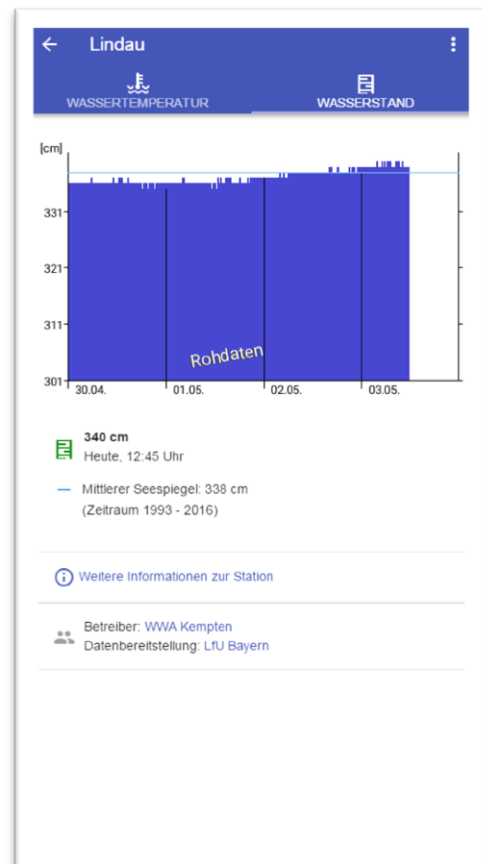 Lindau
WASSERTEMPERATUR
WASSERSTAND
[cm]
331
321
311
301
Rohdaten
30.04. 01.05. 02.05. 03.05.
340 cm
Heute, 12:45 Uhr
Mittlerer Seespiegel: 338 cm
(Zeitraum 1993 - 2016)
Weitere Informationen zur Station
Betreiber: WWA Kempten
Datenbereitstellung: LfU Bayern